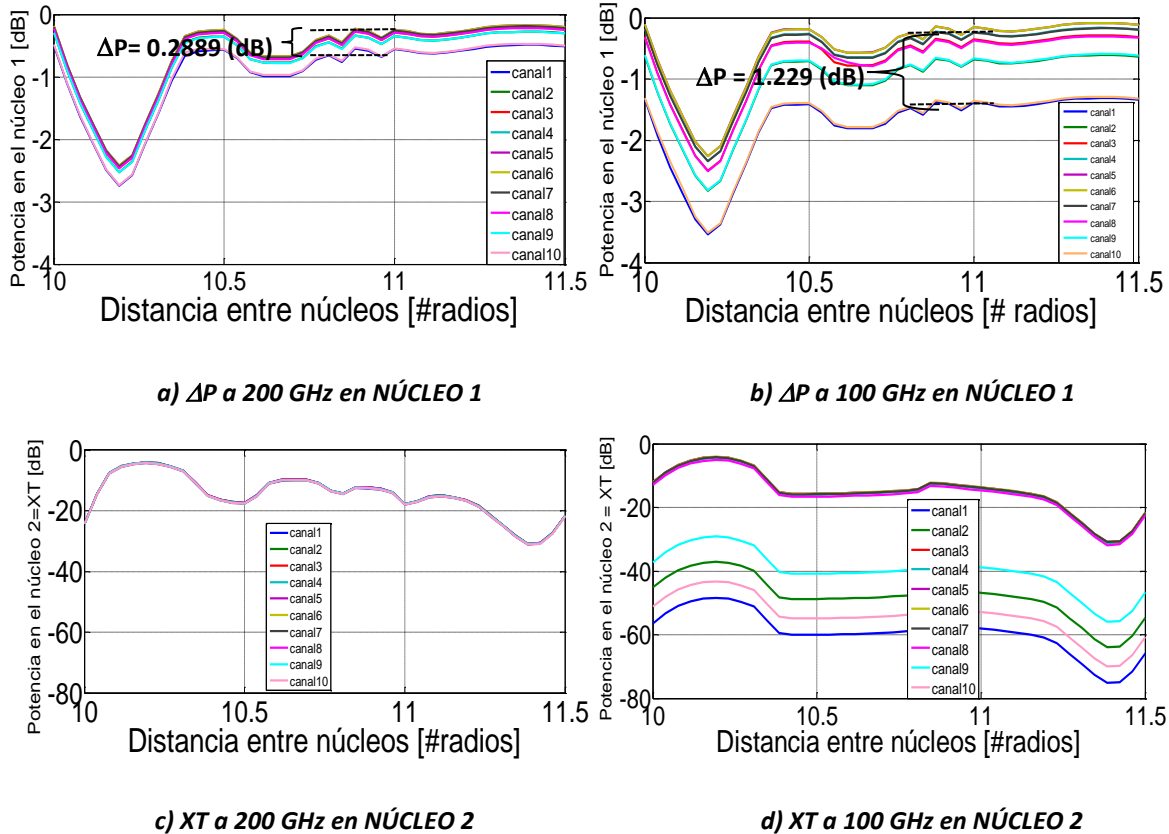 Potencia en el núcleo 1 [dB]
0
-1
-2
-3
-4
ΔP= 0.2889 (dB)
canal1
canal2
canal3
canal4
canal5
canal6
canal7
canal8
canal9
canal10
10
10.5
11
11.5
Distancia entre núcleos [#radios]
a) ΔP a 200 GHz en NÚCLEO 1
Potencia en el núcleo 1 [dB]
0
-1
-2
-3
-4
ΔP = 1.229 (dB)
canal1
canal2
canal3
canal4
canal5
canal6
canal7
canal8
canal9
canal10
10
10.5
11
11.5
Distancia entre núcleos [# radios]
b) ΔP a 100 GHz en NÚCLEO 1
Potencia en el núcleo 2=XT [dB]
0
-20
-40
-60
-80
canal1
canal2
canal3
canal4
canal5
canal6
canal7
canal8
canal9
canal10
10
10.5
11
11.5
Distancia entre núcleos [#radios]
c) XT a 200 GHz en NÚCLEO 2
Potencia en el núcleo 2 = XT [dB]
0
-20
-40
-60
-80
canal1
canal2
canal3
canal4
canal5
canal6
canal7
canal8
canal9
canal10
10
10.5
11
11.5
Distancia entre núcleos [#radios]
d) XT a 100 GHz en NÚCLEO 2